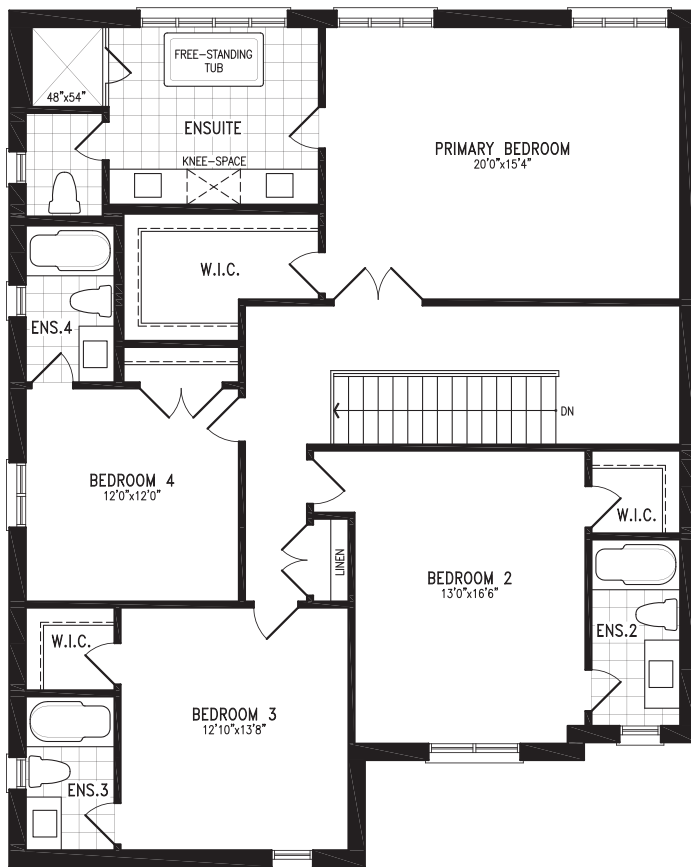 FREE-STANDING
TUB
48"x54"
ENSUITE
KNEE-SPACE
PRIMARY BEDROOM
20'0"x15'4"
W.I.C.
ENS.4
DN
BEDROOM 4
12'0"x12'0"
W.I.C.
LINEN
BEDROOM 2
13'0"x16'6"
ENS.2
W.I.C.
BEDROOM 3
12'10"x13'8"
ENS.3